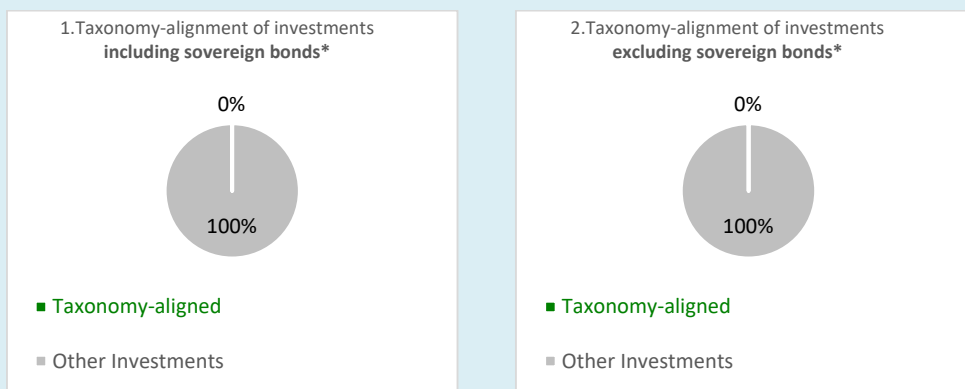 1.Taxonomy-alignment of investments
including sovereign bonds*
0%
100%
Taxonomy-aligned
Other Investments
2.Taxonomy-alignment of investments
excluding sovereign bonds*
0%
100%
Taxonomy-aligned
Other Investments